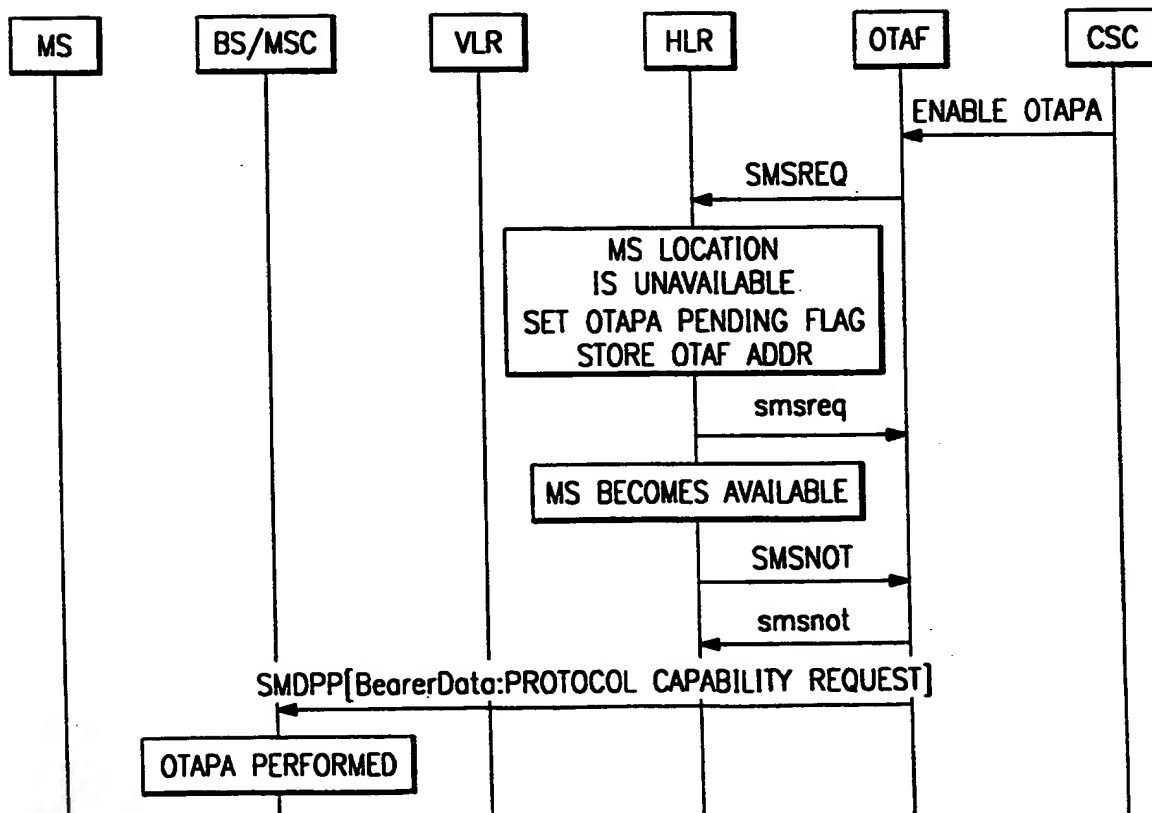 MS
BS/MSC
VLR
HLR
OTAF
CSC
ENABLE OTAPA
SMSREQ
MS LOCATION
IS UNAVAILABLE
SET OTAPA PENDING FLAG
STORE OTAF ADDR
smsreq
MS BECOMES AVAILABLE
SMSNOT
smsnot
SMDPP[BearerData:PROTOCOL CAPABILITY REQUEST]
OTAPA PERFORMED